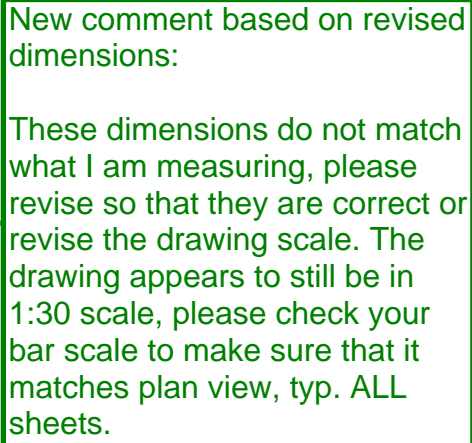 New comment based on revised
dimensions:

These dimensions do not match
what I am measuring, please
revise so that they are correct or
revise the drawing scale. The
drawing appears to still be in
1:30 scale, please check your
bar scale to make sure that it
matches plan view, typ. ALL
sheets.